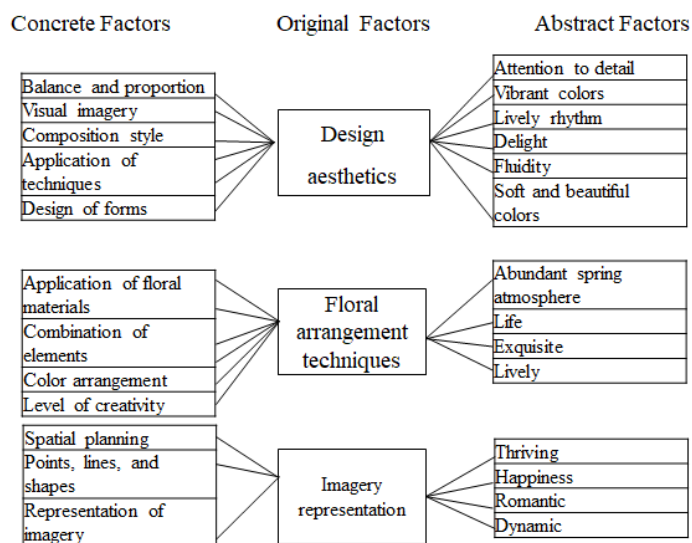 Concrete Factors
Original Factors
Abstract Factors
Balance and proportion
Visual imagery
Composition style
Application of
techniques
Design of forms
Design
aesthetics
Attention to detail
Vibrant colors
Lively rhythm
Delight
Fluidity
Soft and beautiful
colors
Application of floral
materials
Combination of
elements
Color arrangement
Level of creativity
Floral
arrangement
techniques
Abundant spring
atmosphere
Life
Exquisite
Lively
Spatial planning
Points, lines, and
shapes
Representation of
imagery
Imagery
representation
Thriving
Happiness
Romantic
Dynamic